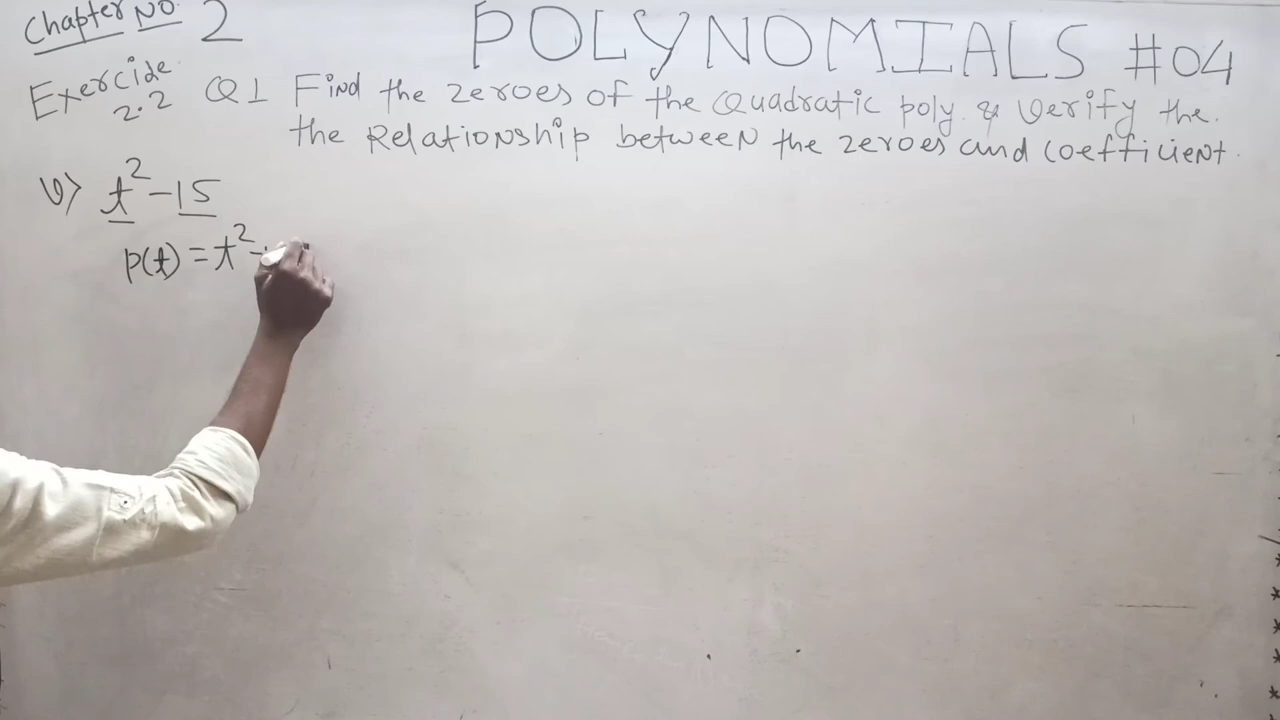 Chapter NO. 2
POLYNOMIALS #04
Exercide 2.2 Q1 Find the zeroes of the Quadratic poly. & Verify the.
the Relationship between the zeroes and coefficient.
v) t² - 15
p(t) = t² -